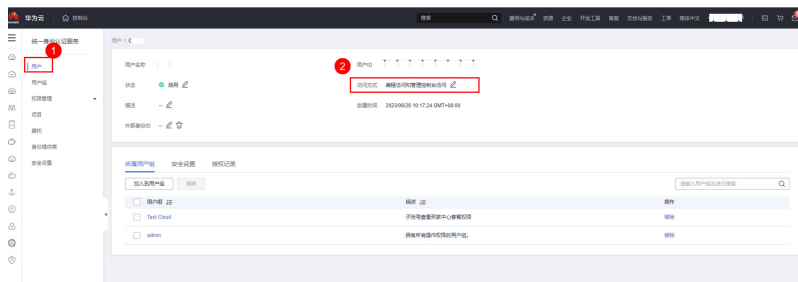 华为云 控制台 搜索 费用与成本 资源 企业 开发工具 备案 支持与服务 工单 简体中文
统一身份认证服务
1
用户
用户组
权限管理
项目
委托
身份提供商
安全设置
用户 /
用户名称
2 用户ID
状态 启用
访问方式 编程访问和管理控制台访问
描述 --
创建时间 2023/06/26 10:17:24 GMT+08:00
外部身份ID --
所属用户组 安全设置 授权记录
加入到用户组 移除
请输入用户组名进行搜索
用户组 描述 操作
Test Cloud 子账号查看买家中心套餐权限 移除
admin 拥有所有操作权限的用户组。 移除